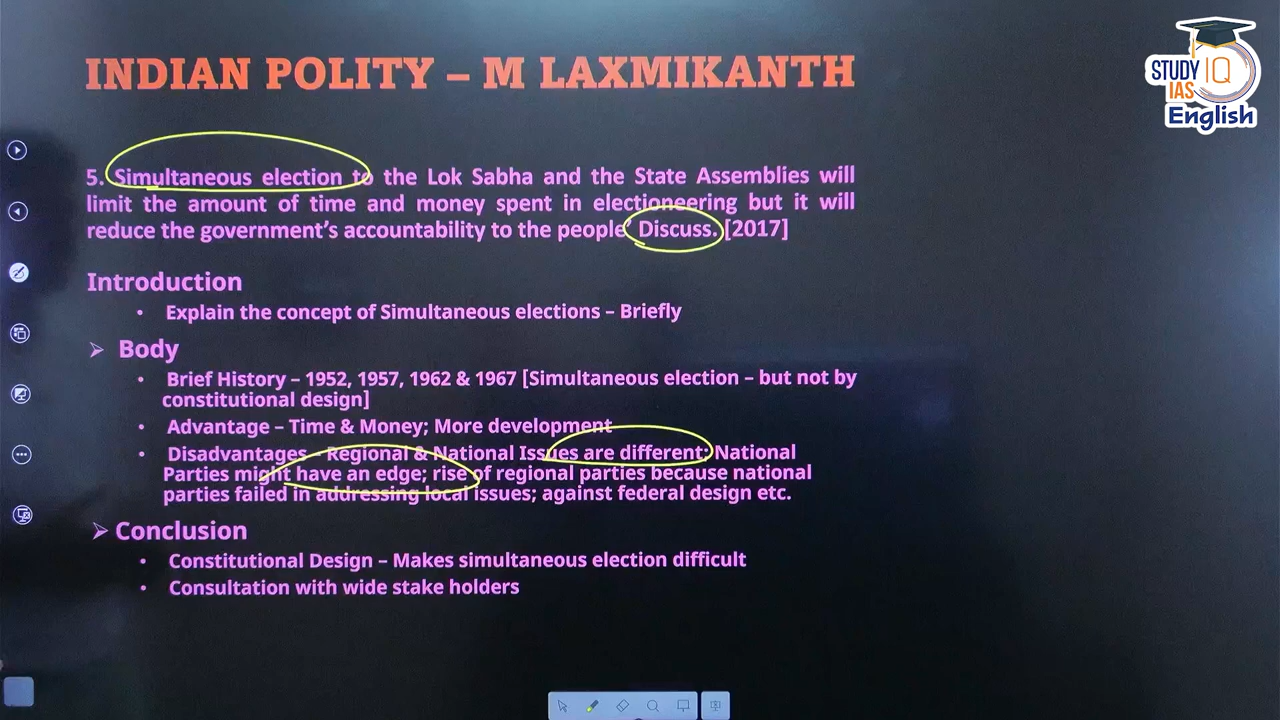 INDIAN POLITY – M LAXMIKANTH
STUDY IQ
IAS
English
5. Simultaneous election to the Lok Sabha and the State Assemblies will
limit the amount of time and money spent in electioneering but it will
reduce the government's accountability to the people' Discuss. [2017]
Introduction
• Explain the concept of Simultaneous elections – Briefly
➢ Body
• Brief History – 1952, 1957, 1962 & 1967 [Simultaneous election – but not by
constitutional design]
• Advantage – Time & Money; More development
• Disadvantages – Regional & National Issues are different; National
Parties might have an edge; rise of regional parties because national
parties failed in addressing local issues; against federal design etc.
➢ Conclusion
• Constitutional Design – Makes simultaneous election difficult
• Consultation with wide stake holders